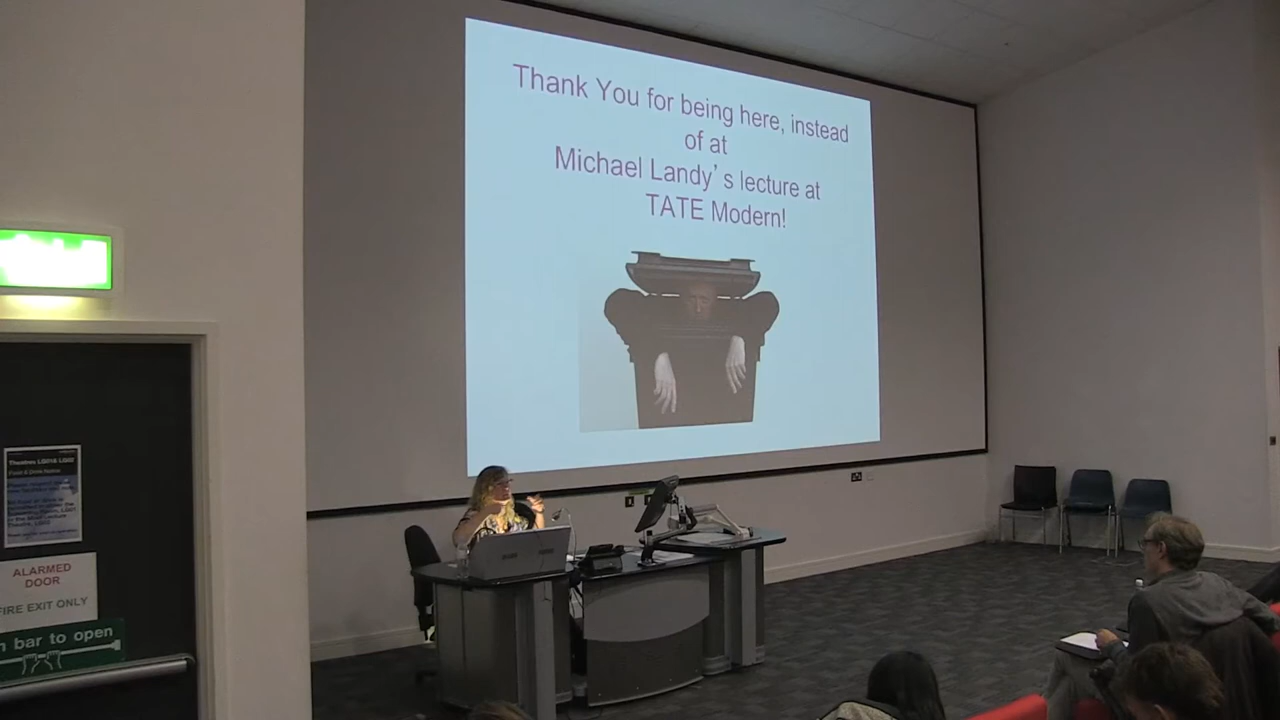 Thank You for being here, instead
of at
Michael Landy’s lecture at
TATE Modern!
ALARMED
DOOR
FIRE EXIT ONLY
bar to open